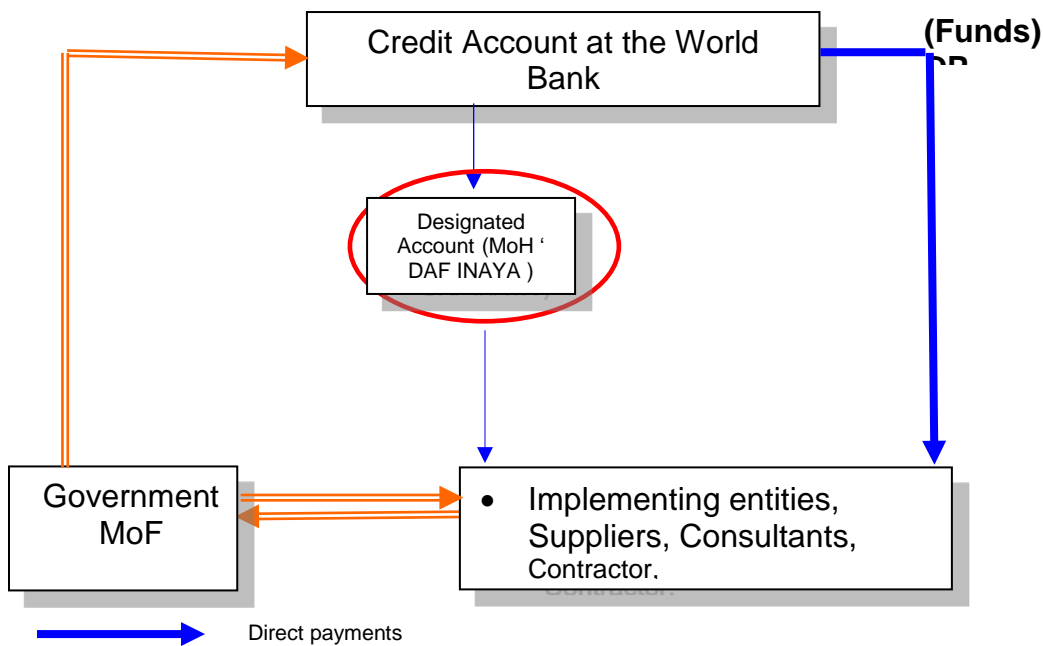 Credit Account at the World
Bank
(Funds)
Designated
Account (MoH ‘
DAF INAYA )
Government
MoF
• Implementing entities,
Suppliers, Consultants,
Contractor.
Direct payments